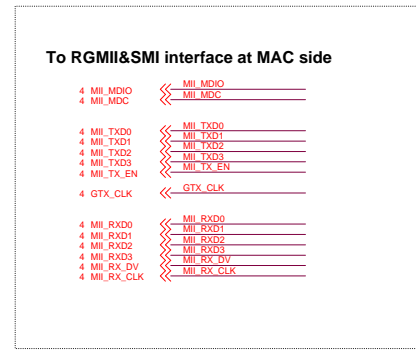 To RGMII&SMI interface at MAC side
4 MII_MDIO MII_MDIO
4 MII_MDC MII_MDC
4 MII_TXD0 MII_TXD0
4 MII_TXD1 MII_TXD1
4 MII_TXD2 MII_TXD2
4 MII_TXD3 MII_TXD3
4 MII_TX_EN MII_TX_EN
4 GTX_CLK GTX_CLK
4 MII_RXD0 MII_RXD0
4 MII_RXD1 MII_RXD1
4 MII_RXD2 MII_RXD2
4 MII_RXD3 MII_RXD3
4 MII_RX_DV MII_RX_DV
4 MII_RX_CLK MII_RX_CLK